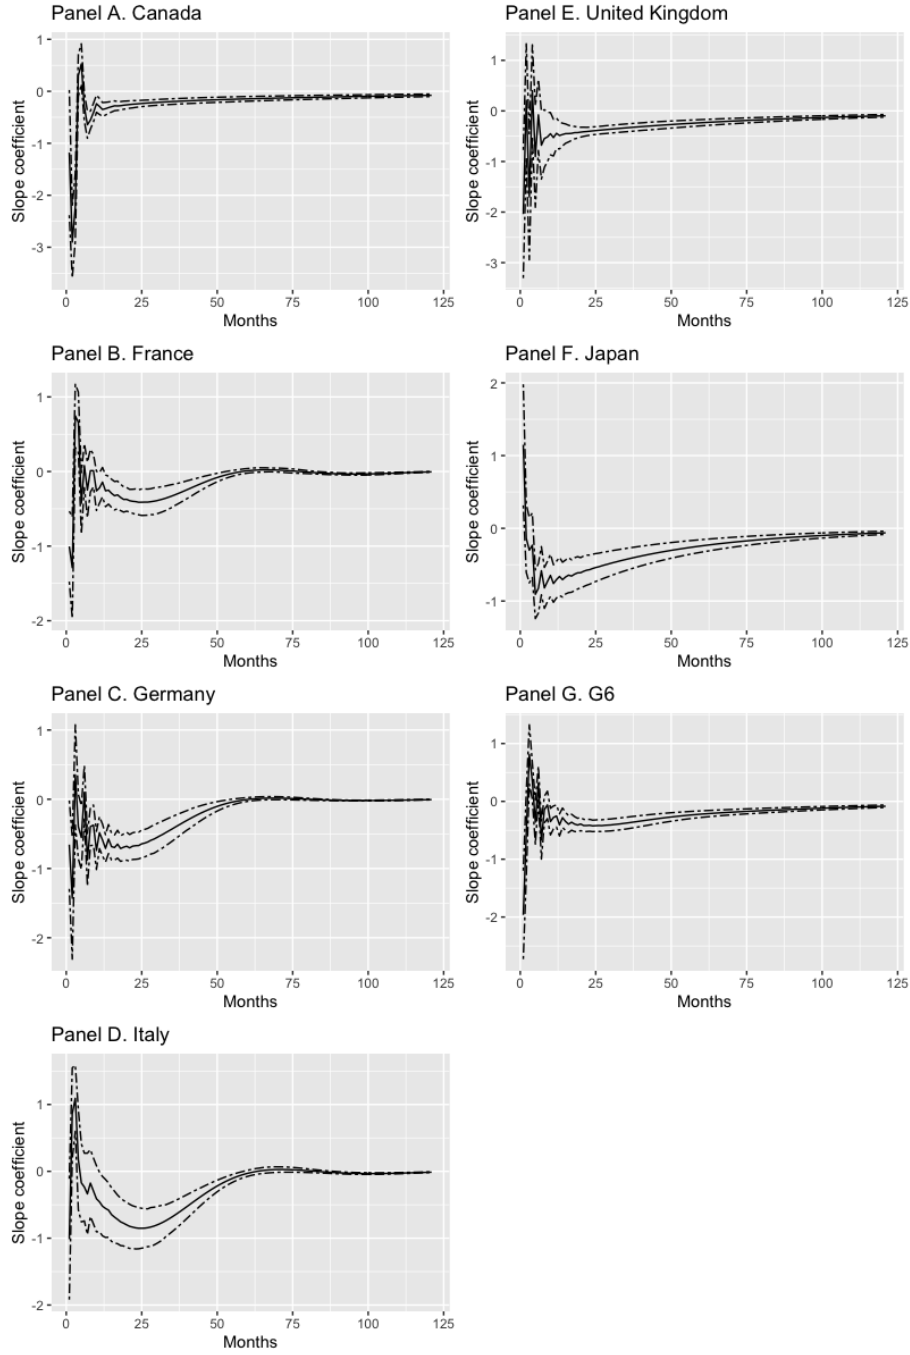 Panel A. Canada
Slope coefficient
1
0
-1
-2
-3
0 25 50 75 100 125
Months
Panel E. United Kingdom
Slope coefficient
1
0
-1
-2
-3
0 25 50 75 100 125
Months
Panel B. France
Slope coefficient
1
0
-1
-2
0 25 50 75 100 125
Months
Panel F. Japan
Slope coefficient
2
1
0
-1
0 25 50 75 100 125
Months
Panel C. Germany
Slope coefficient
1
0
-1
-2
0 25 50 75 100 125
Months
Panel G. G6
Slope coefficient
1
0
-1
-2
0 25 50 75 100 125
Months
Panel D. Italy
Slope coefficient
1
0
-1
-2
0 25 50 75 100 125
Months